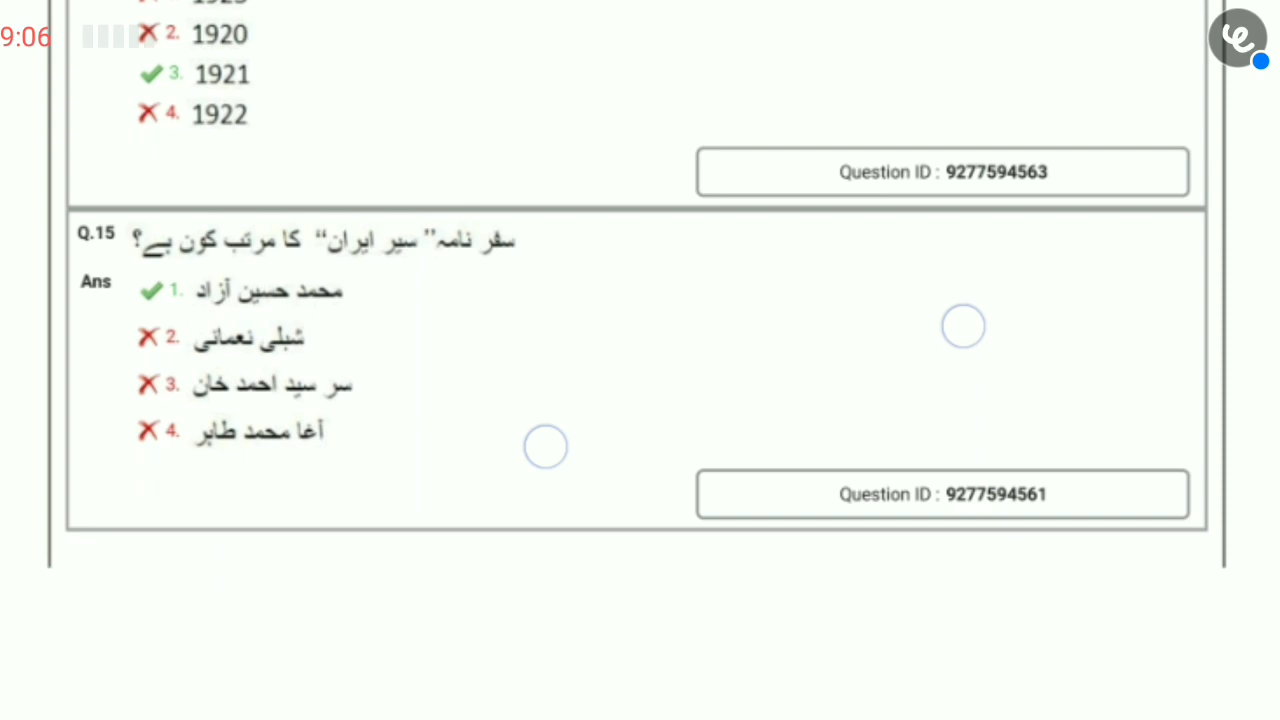 9:06
2. 1920
3. 1921
4. 1922
Question ID : 9277594563
Q.15 سفر نامہ’’ سیر ایران‘‘ کا مرتب کون ہے؟
Ans 1. محمد حسین آزاد
2. شبلی نعمانی
3. سر سید احمد خان
4. آغا محمد طاہر
Question ID : 9277594561